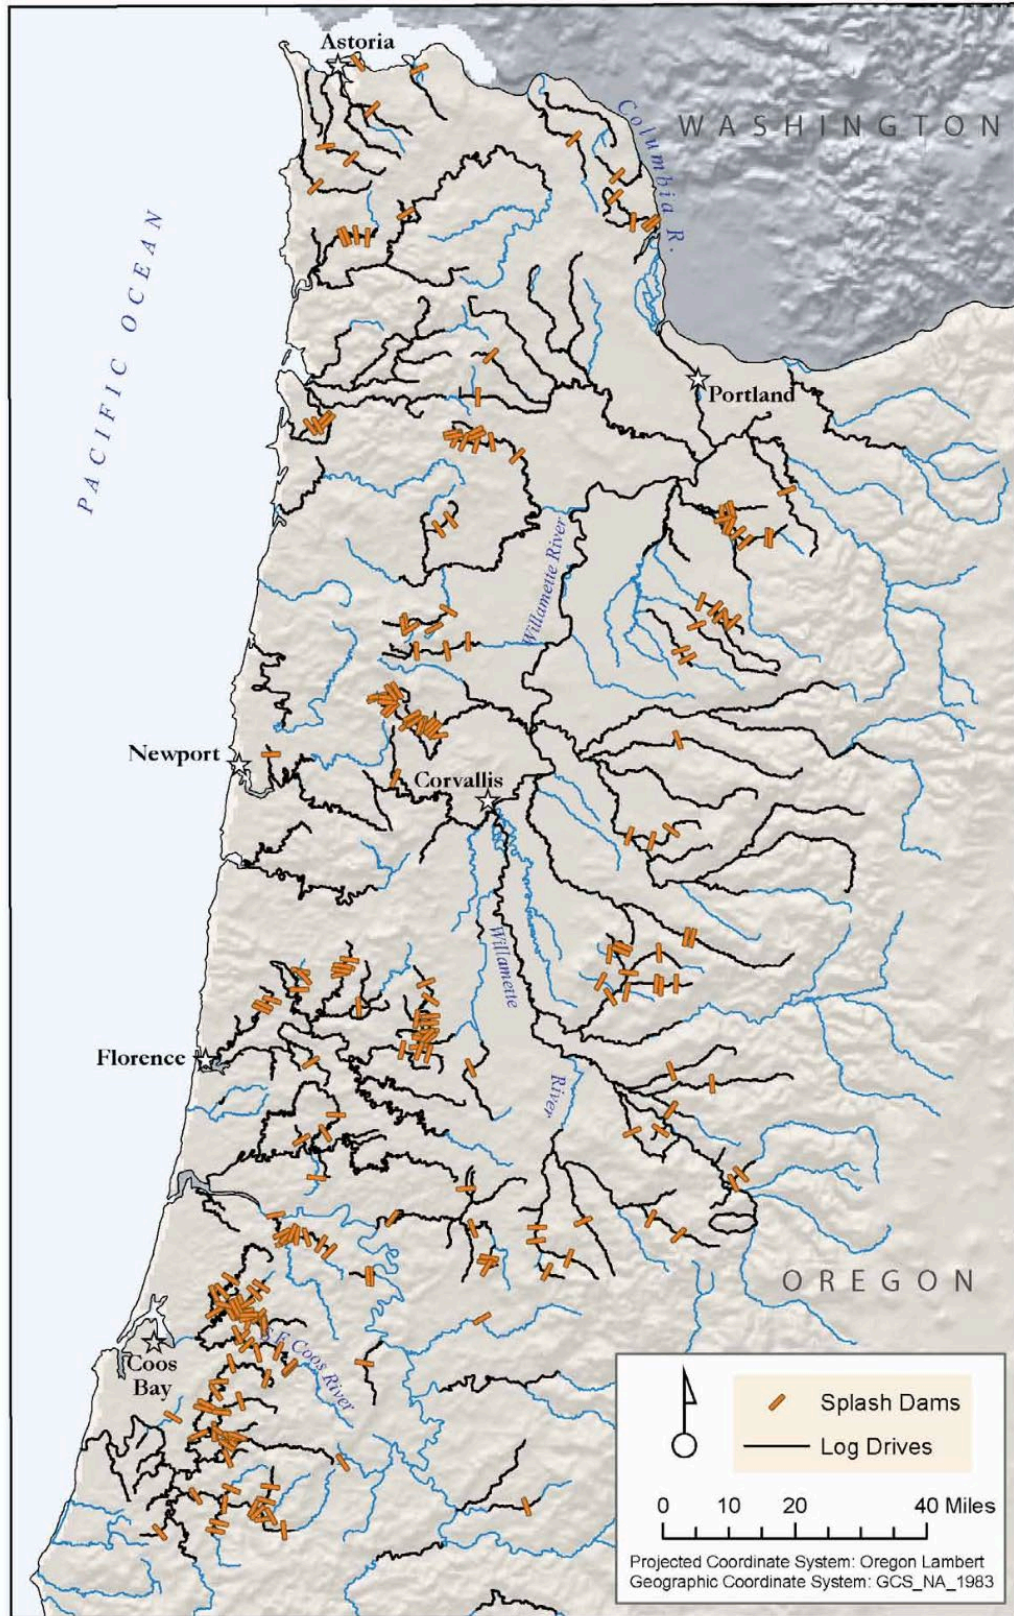 Astoria
WASHINGTON
Columbia R.
PACIFIC OCEAN
Portland
Willamette River
Newport
Corvallis
Willamette
Florence
River
OREGON
S.F. Coos River
Coos
Bay
Splash Dams
Log Drives
0 10 20 40 Miles
Projected Coordinate System: Oregon Lambert
Geographic Coordinate System: GCS_NA_1983